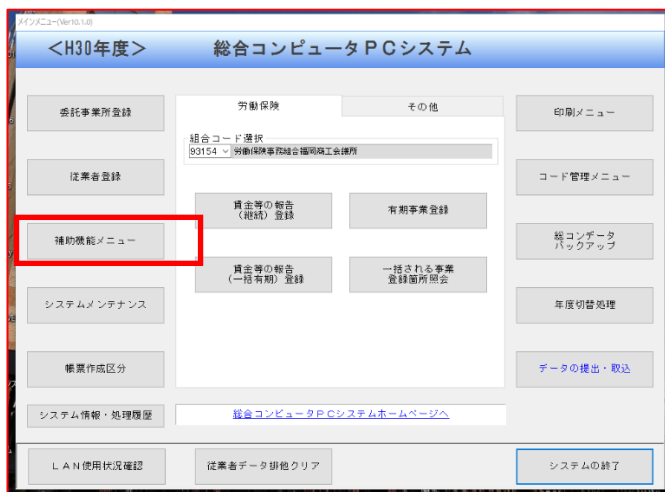 メインメニュー(Ver10.1.0)
＜H30年度＞ 総合コンピュータＰＣシステム
委託事業所登録
従業者登録
補助機能メニュー
システムメンテナンス
帳票作成区分
システム情報・処理履歴
労働保険 その他
組合コード選択
93154 労働保険事務組合福岡商工会議所
賃金等の報告
（継続）登録
有期事業登録
賃金等の報告
（一括有期）登録
一括される事業
登録箇所照会
総合コンピュータＰＣシステムホームページへ
印刷メニュー
コード管理メニュー
総コンデータ
バックアップ
年度切替処理
データの提出・取込
ＬＡＮ使用状況確認
従業者データ排他クリア
システムの終了